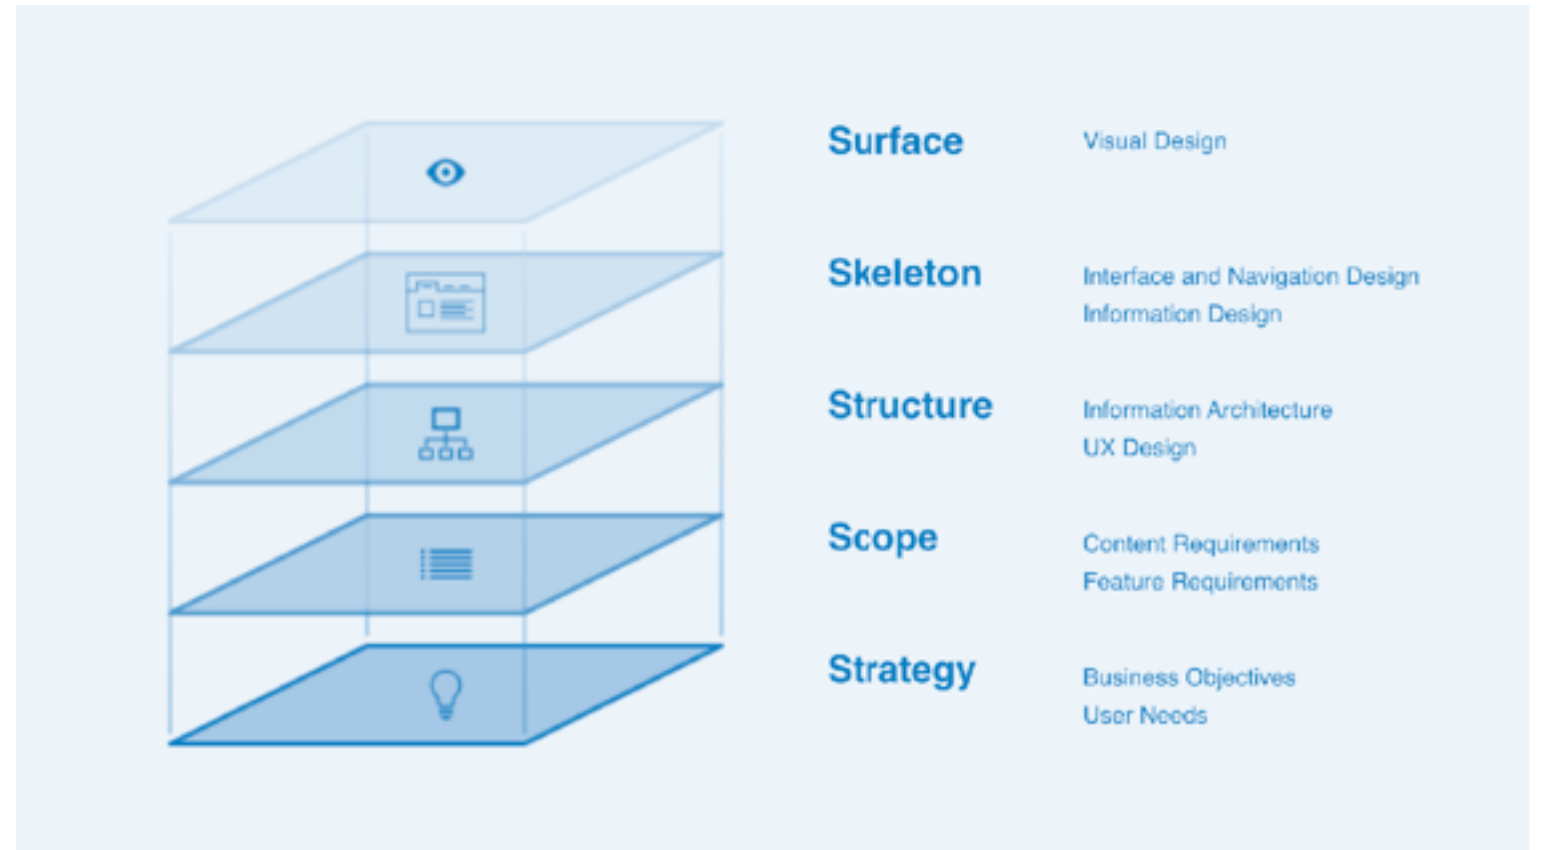 Surface
Visual Design
Skeleton
Interface and Navigation Design
Information Design
Structure
Information Architecture
UX Design
Scope
Content Requirements
Feature Requirements
Strategy
Business Objectives
User Needs